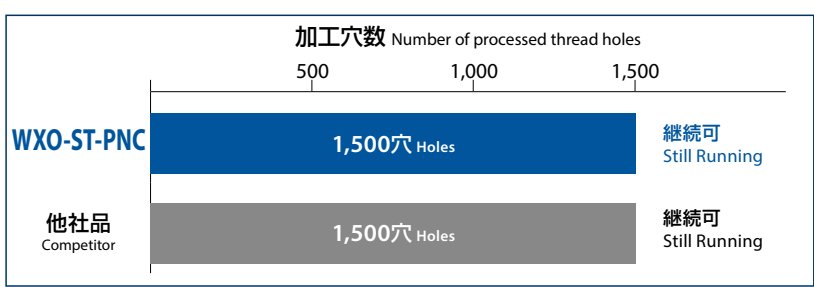 加工穴数 Number of processed thread holes
500 1,000 1,500
WXO-ST-PNC 1,500穴 Holes 継続可
Still Running
他社品 1,500穴 Holes 継続可
Competitor Still Running